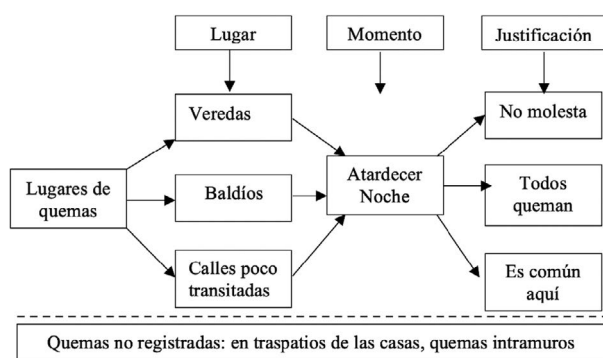 Lugar
Momento
Justificación
Veredas
No molesta
Lugares de
quemas
Baldíos
Atardecer
Noche
Todos
queman
Calles poco
transitadas
Es común
aquí
Quemas no registradas: en traspatios de las casas, quemas intramuros